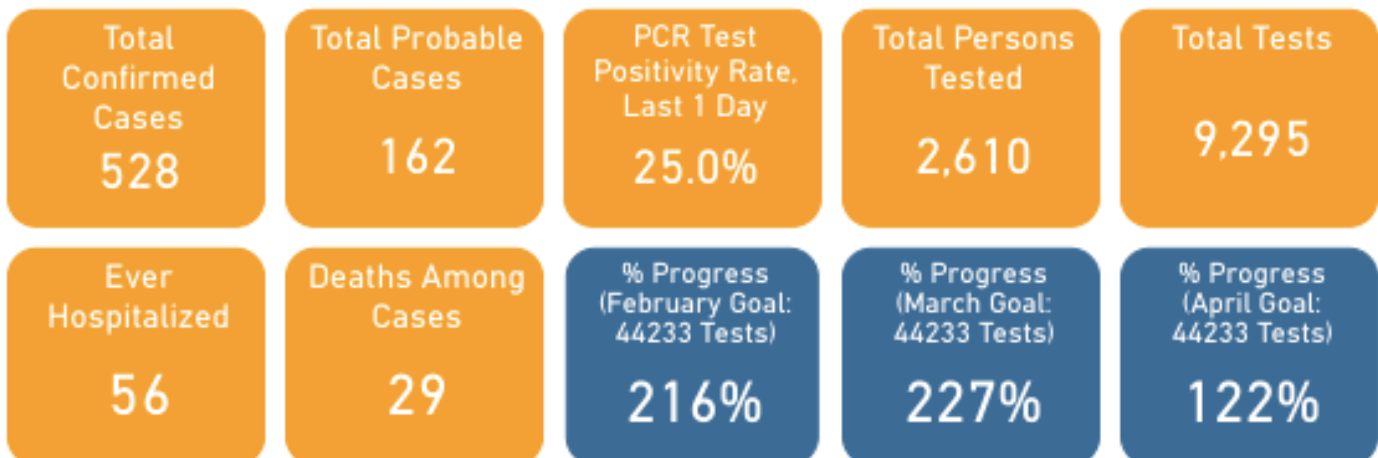 Total
Confirmed
Cases
528
Total Probable
Cases
162
PCR Test
Positivity Rate,
Last 1 Day
25.0%
Total Persons
Tested
2,610
Total Tests
9,295
Ever
Hospitalized
56
Deaths Among
Cases
29
% Progress
(February Goal:
44233 Tests)
216%
% Progress
(March Goal:
44233 Tests)
227%
% Progress
(April Goal:
44233 Tests)
122%